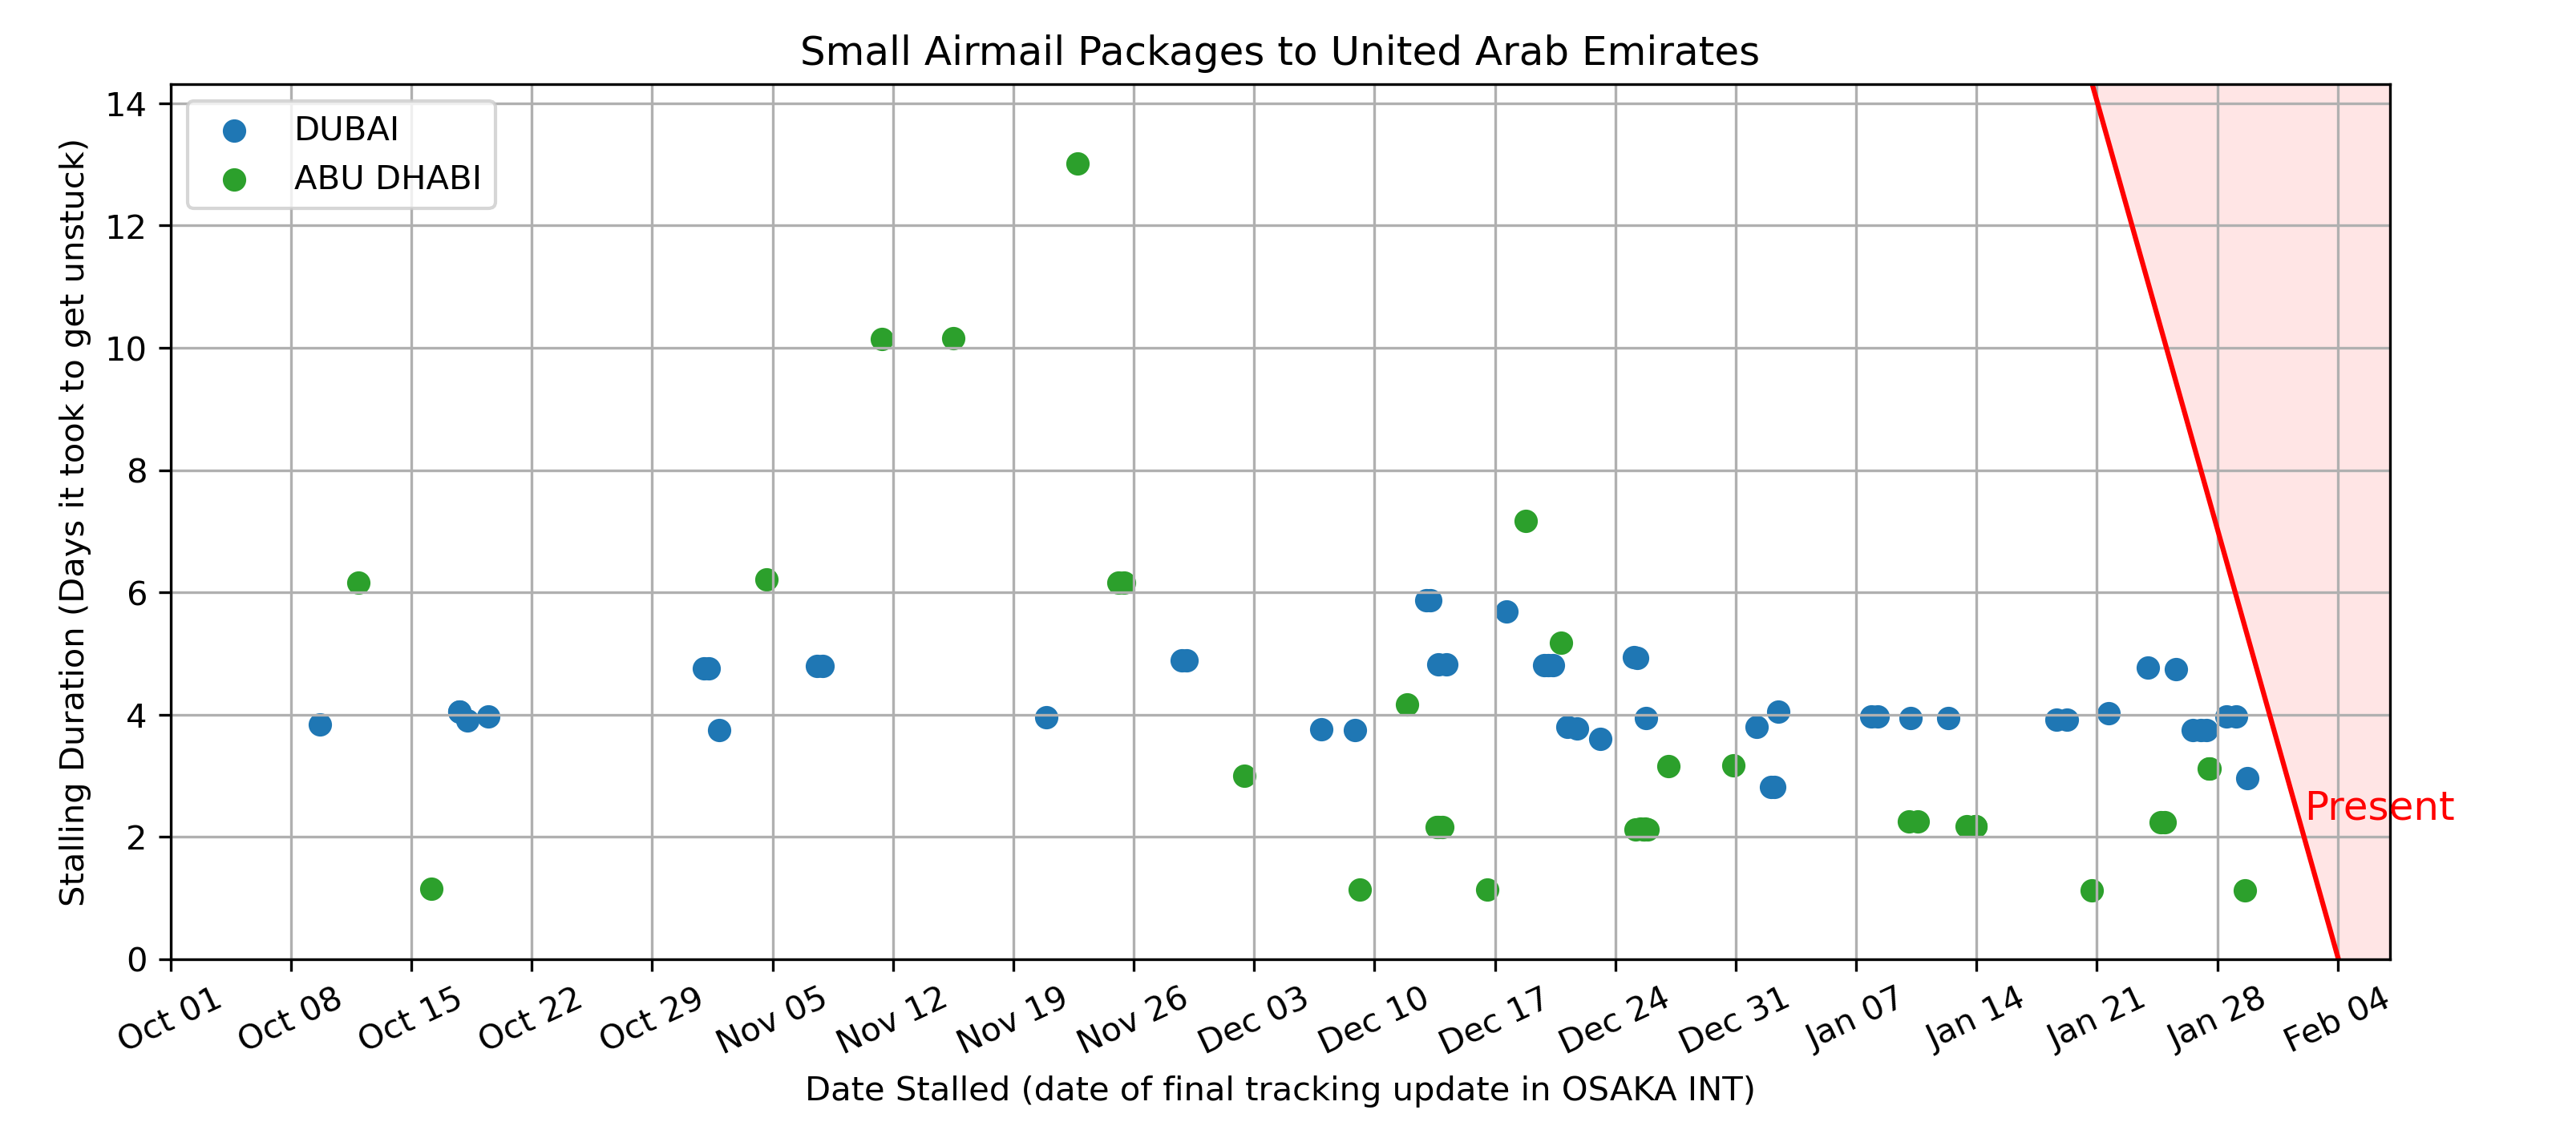 Small Airmail Packages to United Arab Emirates
Stalling Duration (Days it took to get unstuck)
14
12
10
8
6
4
2
0
DUBAI
ABU DHABI
Present
Oct 01
Oct 08
Oct 15
Oct 22
Oct 29
Nov 05
Nov 12
Nov 19
Nov 26
Dec 03
Dec 10
Dec 17
Dec 24
Dec 31
Jan 07
Jan 14
Jan 21
Jan 28
Feb 04
Date Stalled (date of final tracking update in OSAKA INT)